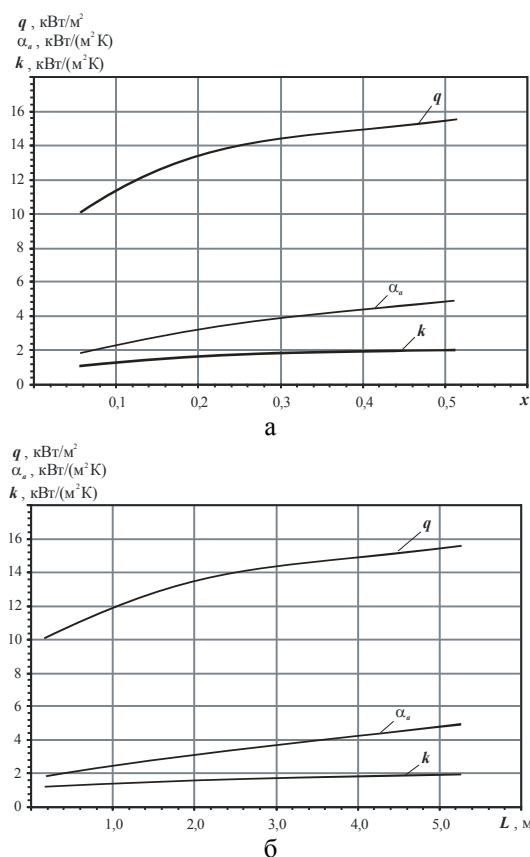 q , кВт/м²
αₐ , кВт/(м²К)
k , кВт/(м²К)
16
q
14
12
10
8
6
αₐ
4
k
2
0
0,1 0,2 0,3 0,4 0,5 x
а
q , кВт/м²
αₐ , кВт/(м²К)
k , кВт/(м²К)
16
q
14
12
10
8
6
αₐ
4
k
2
0
1,0 2,0 3,0 4,0 5,0 L , м
б